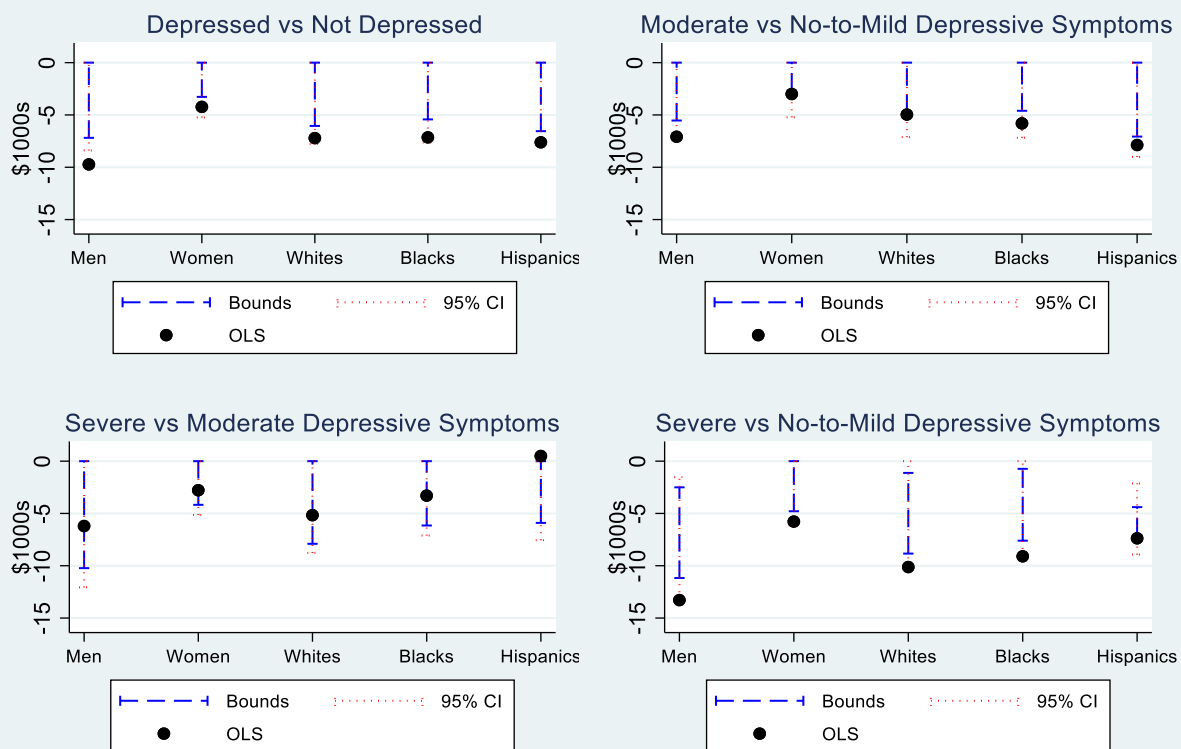 Depressed vs Not Depressed
$1000s
0
-5
-10
-15
Men Women Whites Blacks Hispanics
Bounds 95% CI
OLS
Moderate vs No-to-Mild Depressive Symptoms
$1000s
0
-5
-10
-15
Men Women Whites Blacks Hispanics
Bounds 95% CI
OLS
Severe vs Moderate Depressive Symptoms
$1000s
0
-5
-10
-15
Men Women Whites Blacks Hispanics
Bounds 95% CI
OLS
Severe vs No-to-Mild Depressive Symptoms
$1000s
0
-5
-10
-15
Men Women Whites Blacks Hispanics
Bounds 95% CI
OLS